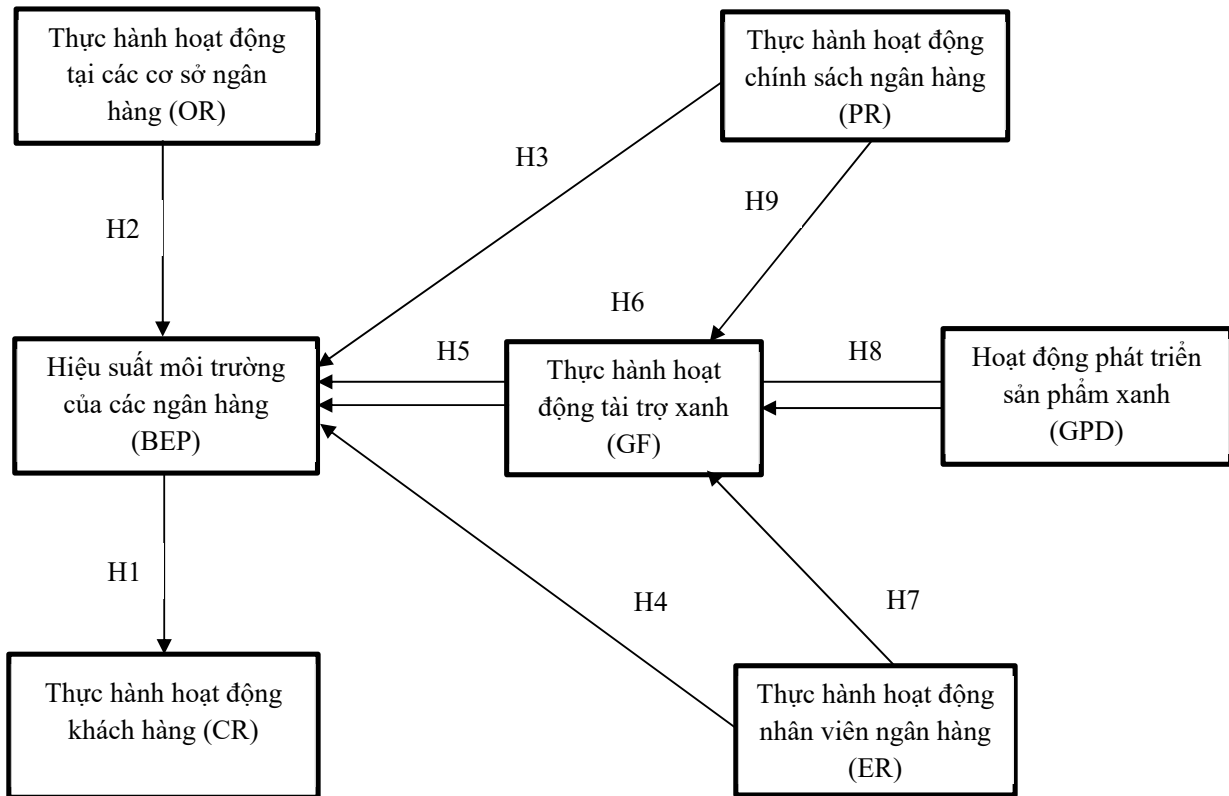 Thực hành hoạt động
tại các cơ sở ngân
hàng (OR)
Thực hành hoạt động
chính sách ngân hàng
(PR)
H3
H9
H2
H6
Hiệu suất môi trường
của các ngân hàng
(BEP)
H5
Thực hành hoạt
động tài trợ xanh
(GF)
H8
Hoạt động phát triển
sản phẩm xanh
(GPD)
H1
H4
H7
Thực hành hoạt động
khách hàng (CR)
Thực hành hoạt động
nhân viên ngân hàng
(ER)